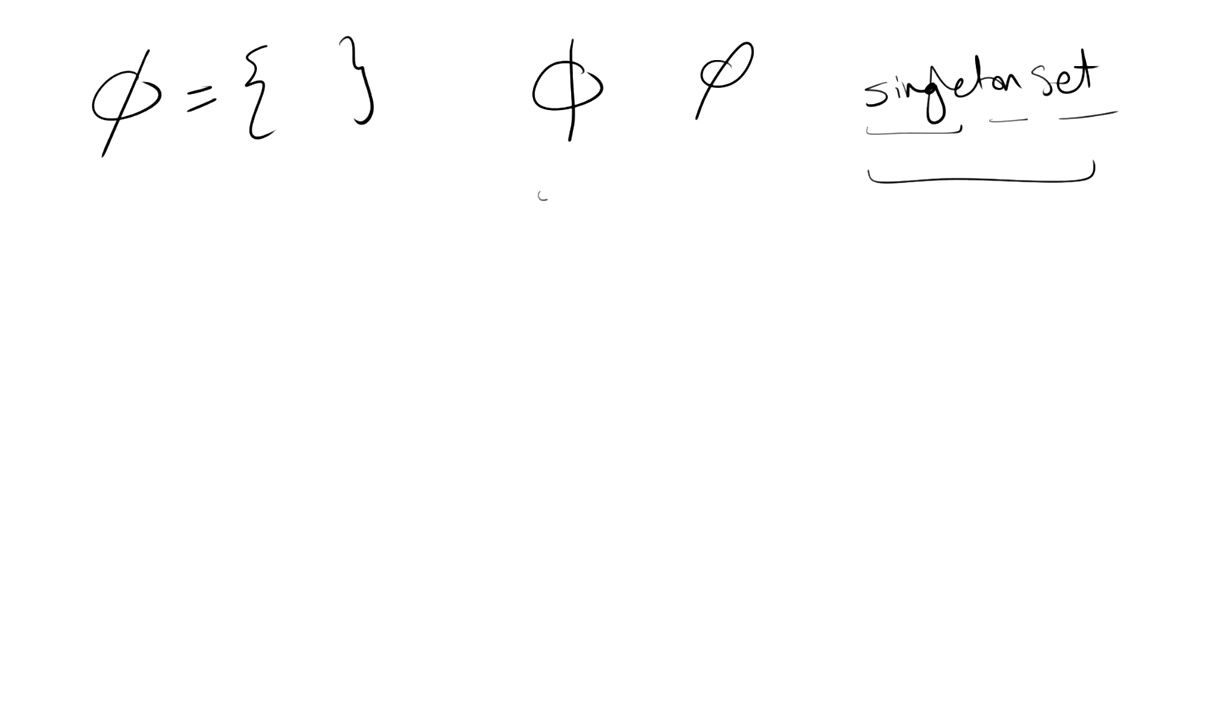 ∅ = { } ϕ φ singleton set